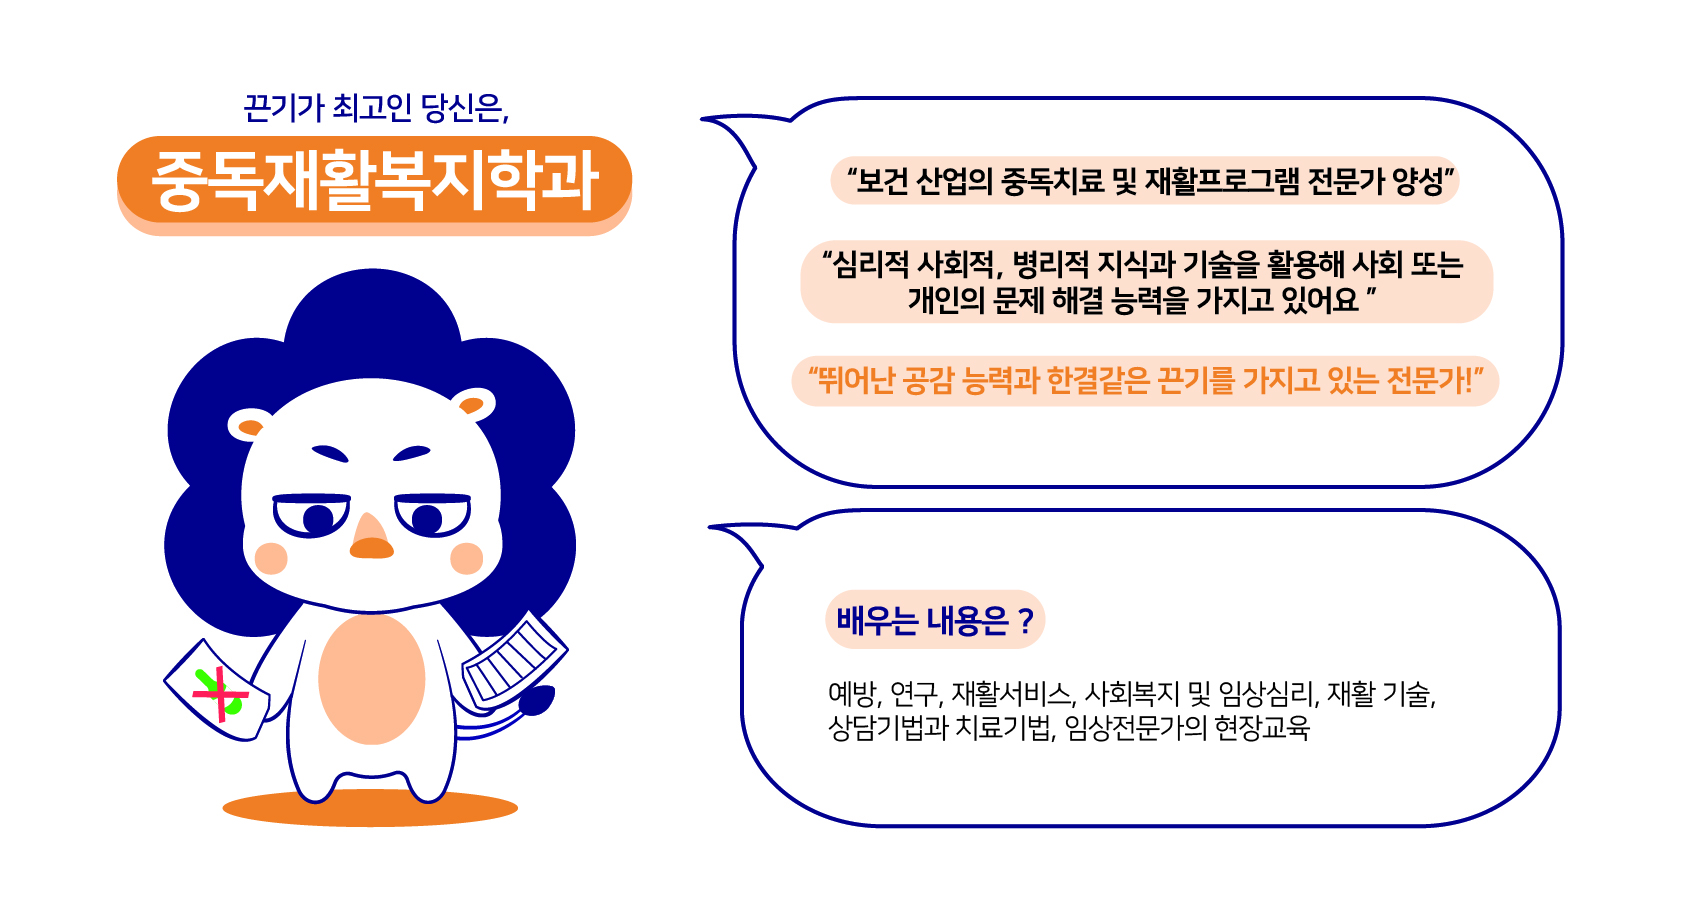 끈기가 최고인 당신은,
중독재활복지학과
“보건 산업의 중독치료 및 재활프로그램 전문가 양성”
“심리적 사회적, 병리적 지식과 기술을 활용해 사회 또는
개인의 문제 해결 능력을 가지고 있어요 ”
“뛰어난 공감 능력과 한결같은 끈기를 가지고 있는 전문가!”
배우는 내용은 ?
예방, 연구, 재활서비스, 사회복지 및 임상심리, 재활 기술,
상담기법과 치료기법, 임상전문가의 현장교육